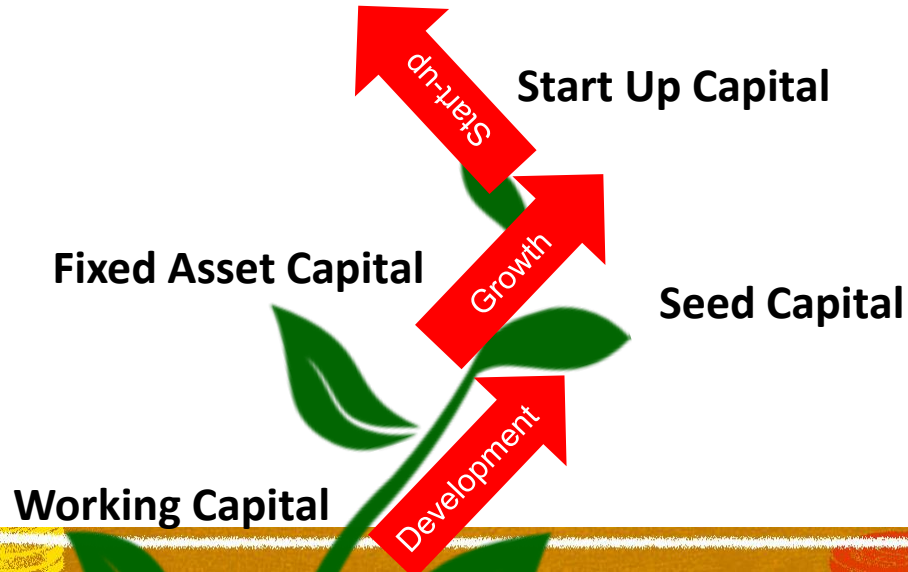 Start-up
Start Up Capital
Growth
Fixed Asset Capital
Seed Capital
Development
Working Capital